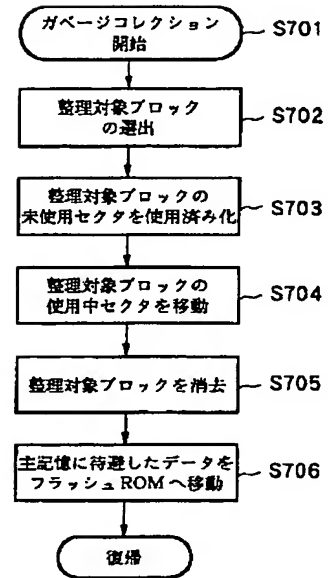 ガベージコレクション
開始
S701
整理対象ブロック
の選出
S702
整理対象ブロックの
未使用セクタを使用済み化
S703
整理対象ブロックの
使用中セクタを移動
S704
整理対象ブロックを消去
S705
主記憶に待避したデータを
フラッシュROMへ移動
S706
復帰